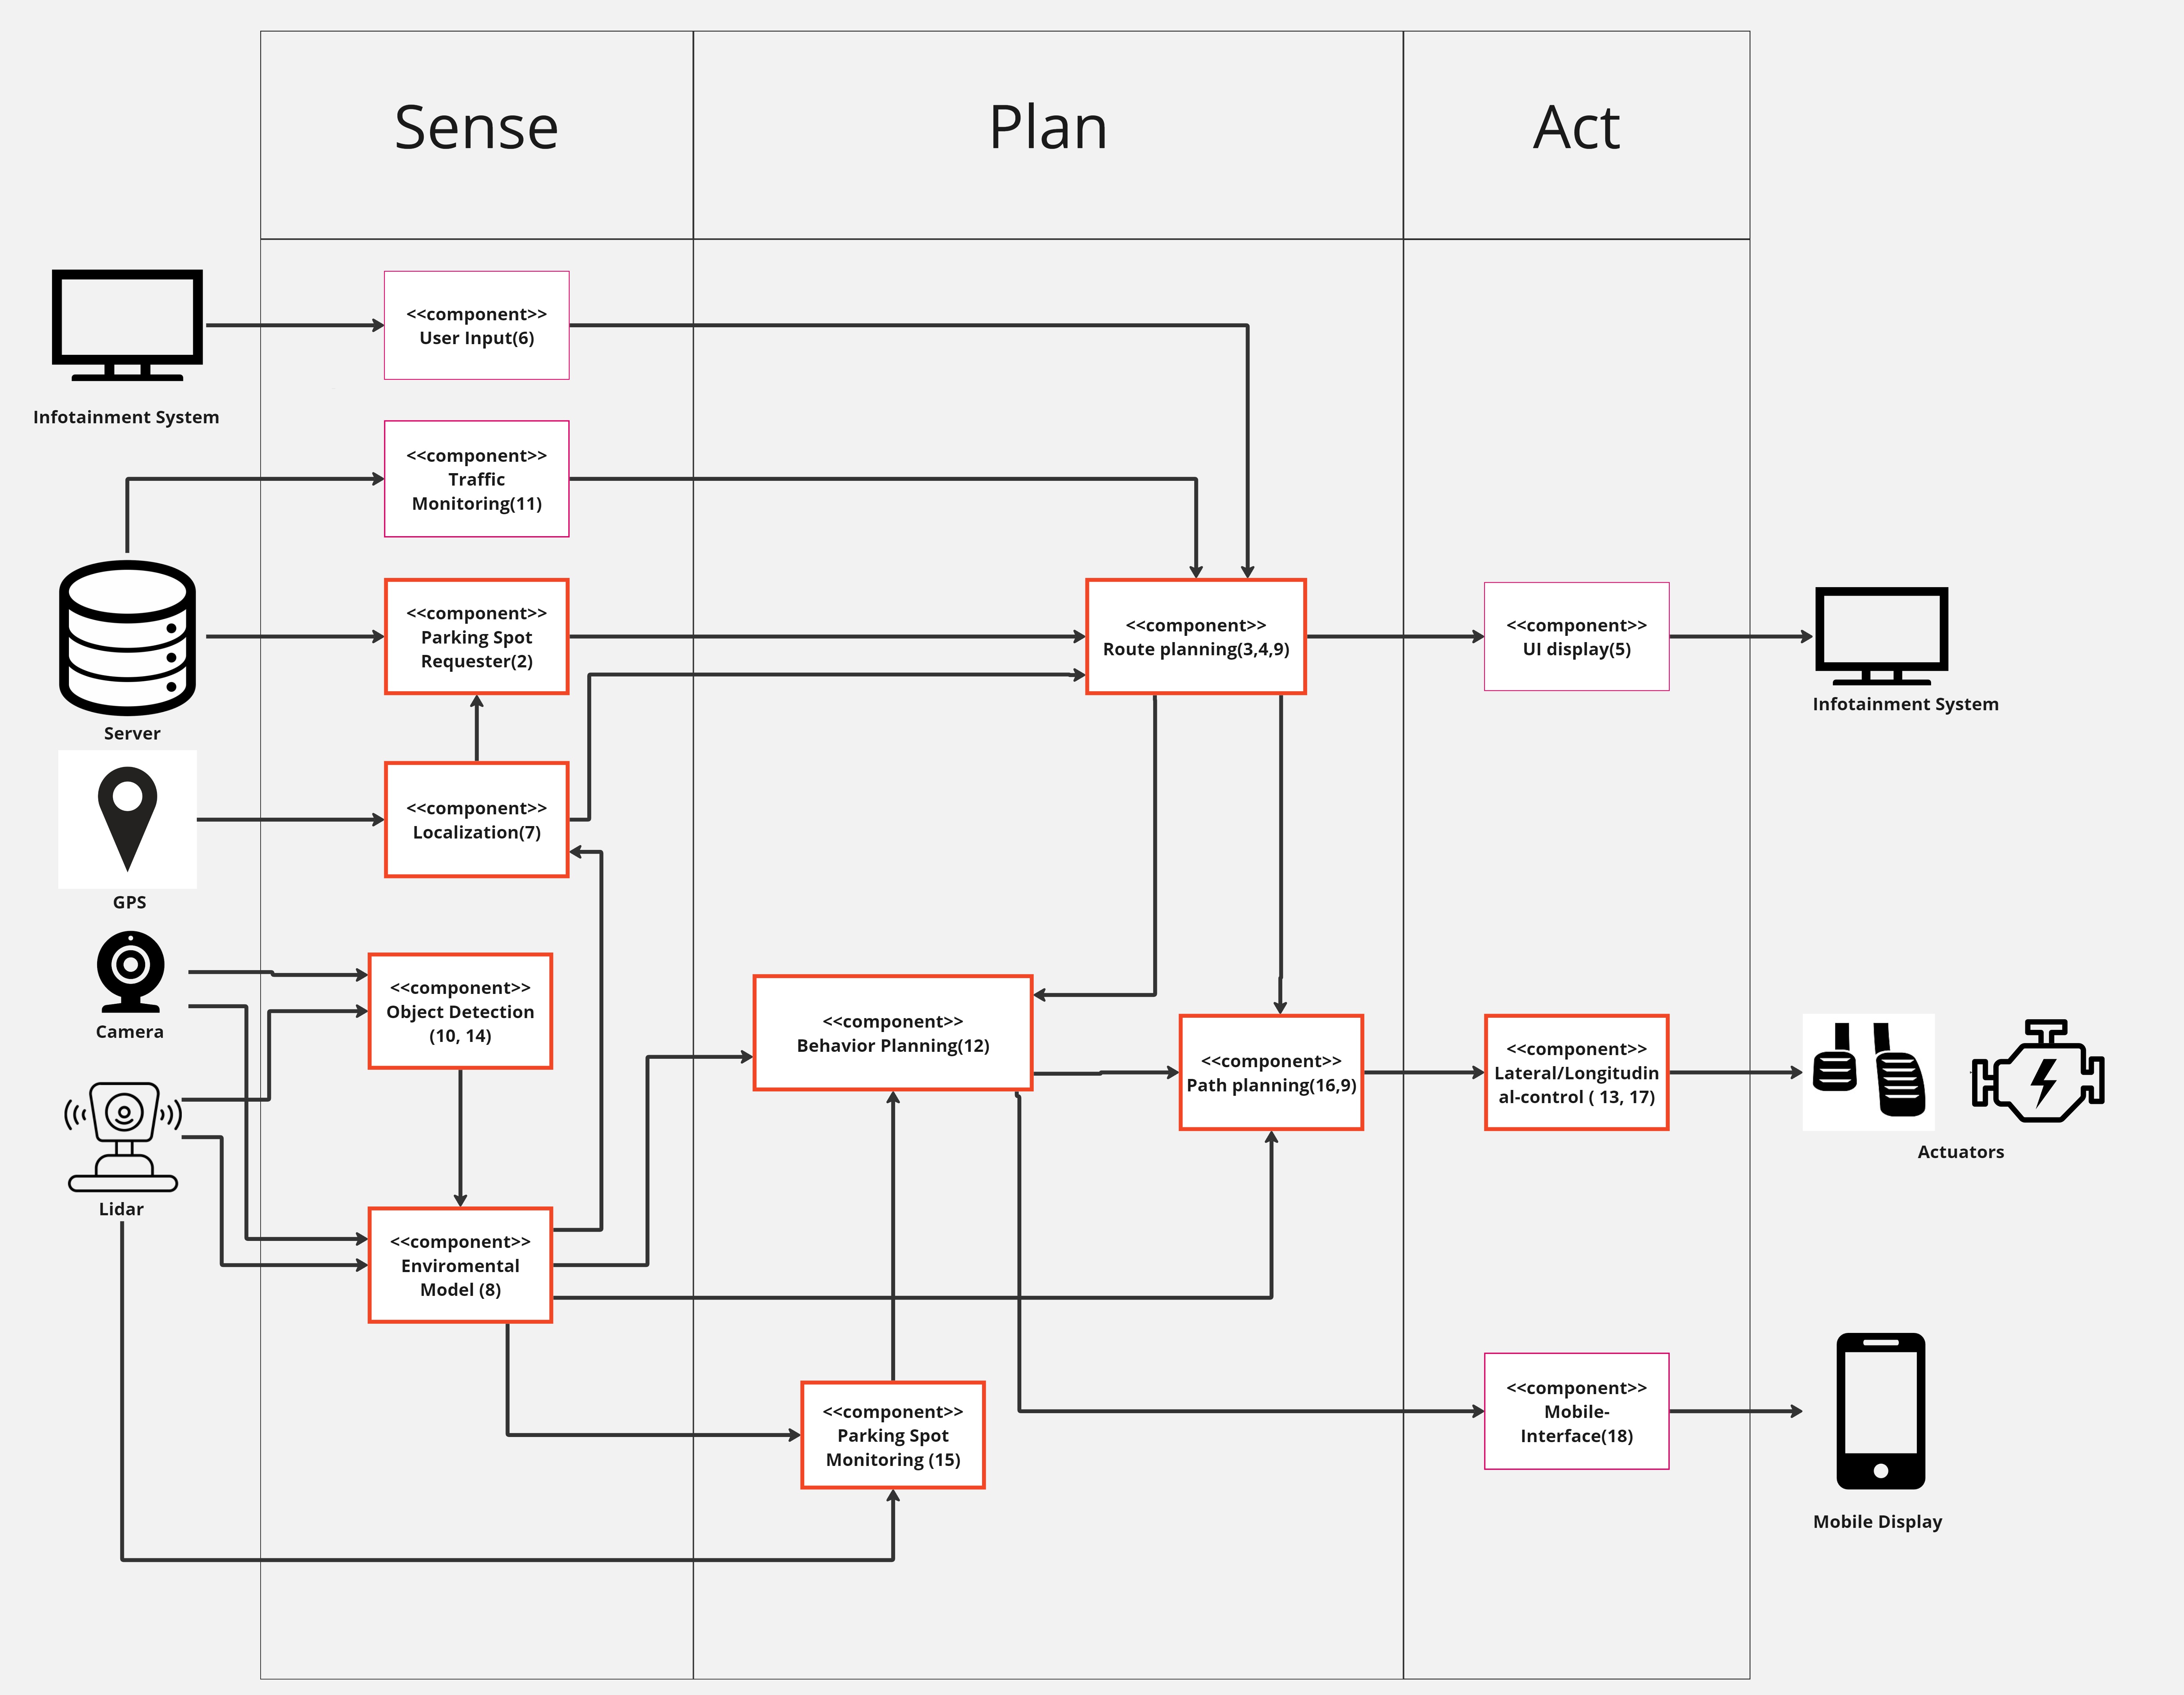 Sense
Plan
Act
<<component>>
User Input(6)
Infotainment System
<<component>>
Traffic
Monitoring(11)
<<component>>
Parking Spot
Requester(2)
<<component>>
Route planning(3,4,9)
<<component>>
UI display(5)
Infotainment System
Server
<<component>>
Localization(7)
GPS
<<component>>
Object Detection
(10, 14)
Camera
<<component>>
Behavior Planning(12)
<<component>>
Path planning(16,9)
<<component>>
Lateral/Longitudin
al-control ( 13, 17)
Actuators
Lidar
<<component>>
Enviromental
Model (8)
<<component>>
Parking Spot
Monitoring (15)
<<component>>
Mobile-
Interface(18)
Mobile Display